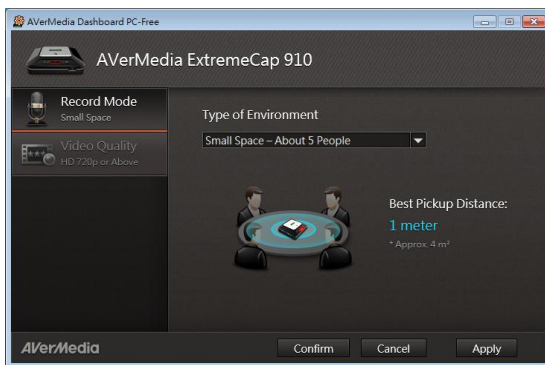 AVerMedia Dashboard PC-Free
AVerMedia ExtremeCap 910
Record Mode
Small Space
Video Quality
HD 720p or Above
Type of Environment
Small Space – About 5 People
Best Pickup Distance:
1 meter
* Approx. 4 m²
AVerMedia
Confirm
Cancel
Apply